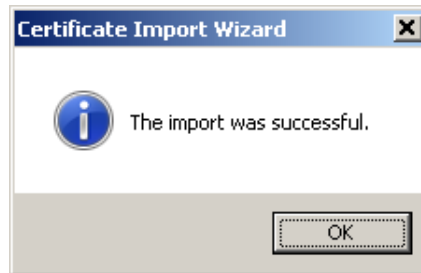 Certificate Import Wizard
The import was successful.
OK